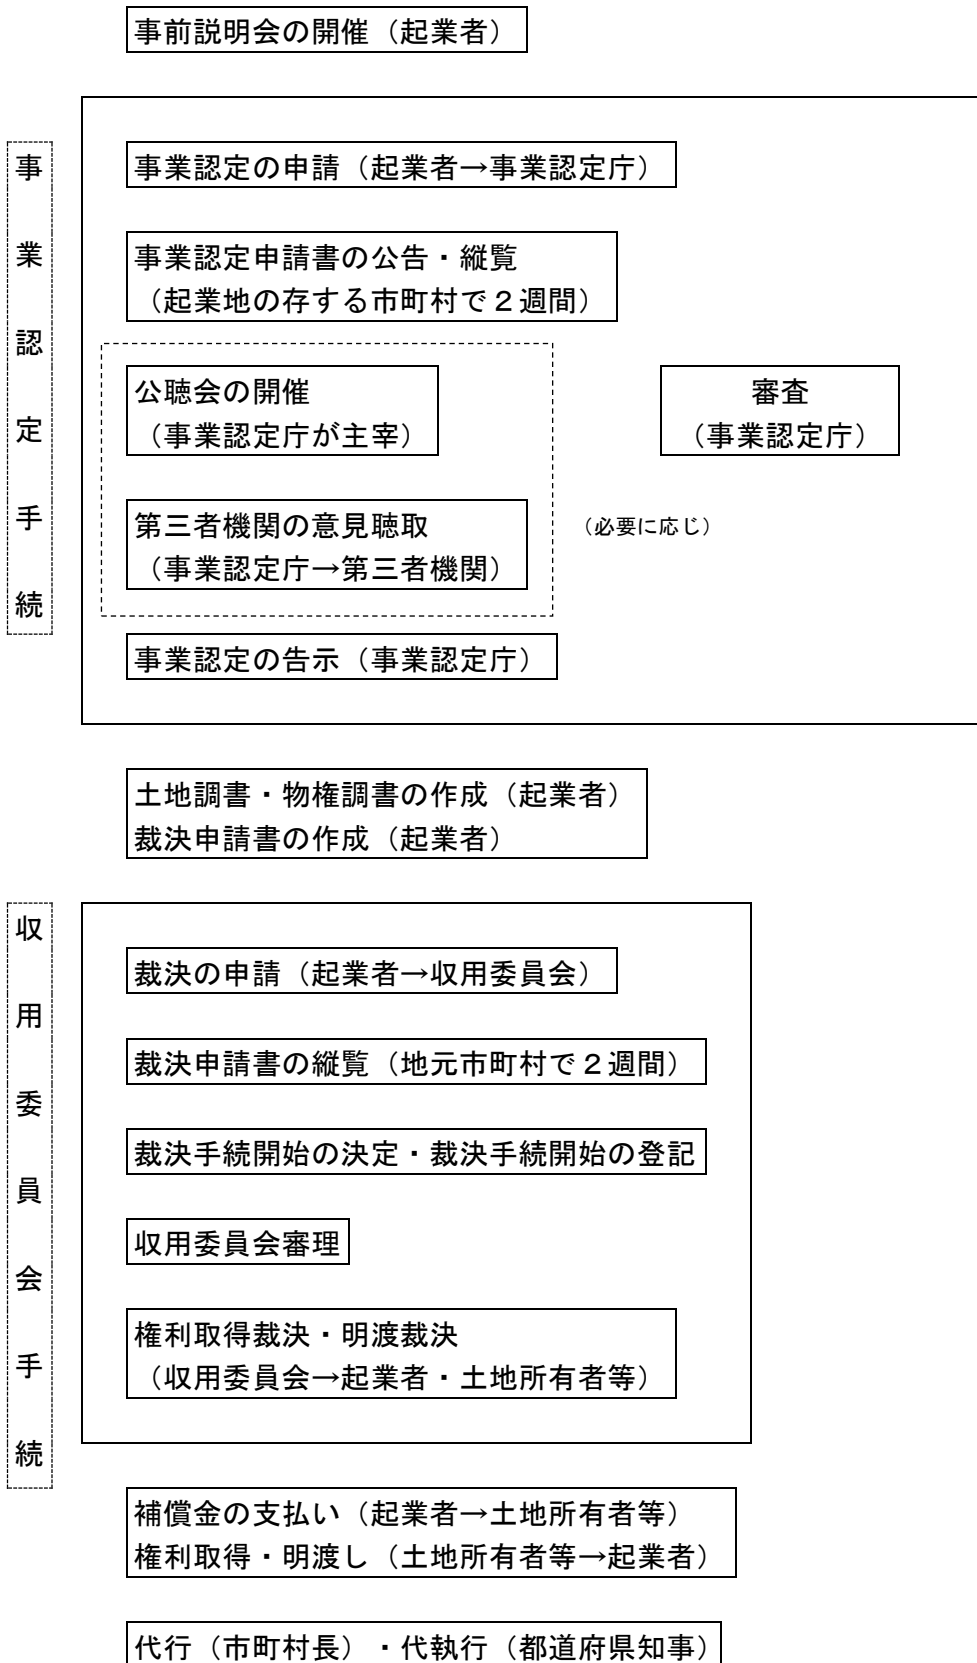 事前説明会の開催（起業者）
事業認定手続
事業認定の申請（起業者→事業認定庁）
事業認定申請書の公告・縦覧
（起業地の存する市町村で２週間）
公聴会の開催
（事業認定庁が主宰）
審査
（事業認定庁）
第三者機関の意見聴取
（事業認定庁→第三者機関）
（必要に応じ）
事業認定の告示（事業認定庁）
土地調書・物権調書の作成（起業者）
裁決申請書の作成（起業者）
収用委員会手続
裁決の申請（起業者→収用委員会）
裁決申請書の縦覧（地元市町村で２週間）
裁決手続開始の決定・裁決手続開始の登記
収用委員会審理
権利取得裁決・明渡裁決
（収用委員会→起業者・土地所有者等）
補償金の支払い（起業者→土地所有者等）
権利取得・明渡し（土地所有者等→起業者）
代行（市町村長）・代執行（都道府県知事）